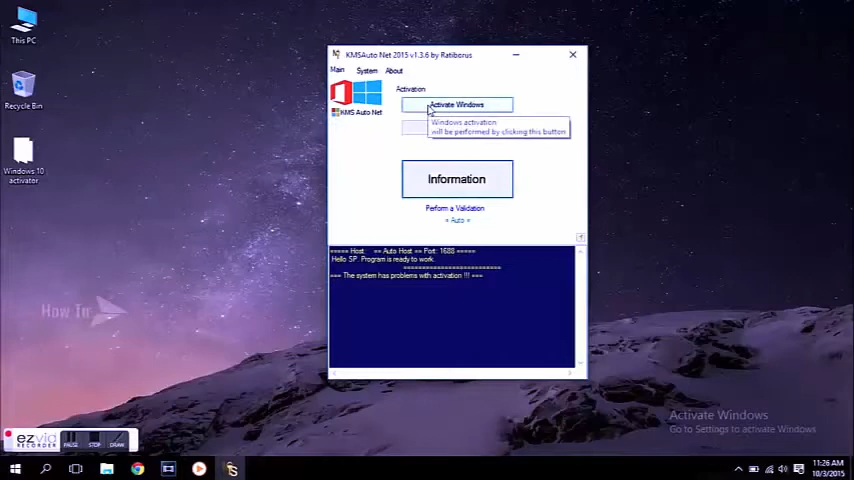 This PC
Recycle Bin
Windows 10
activator
KMSAuto Net 2015 v1.3.6 by Ratiborus
Main System About
Activation
KMS Auto Net
Activate Windows
Windows activation
will be performed by clicking this button
Information
Perform a Validation
« Auto »
===== Host: == Auto Host == Port: 1688 =====
Hello SP. Program is ready to work.
=========================
=== The system has problems with activation !!! ===
How To
Activate Windows
Go to Settings to activate Windows.
ezvid
RECORDER
PAUSE STOP DRAW
11:26 AM
10/3/2015